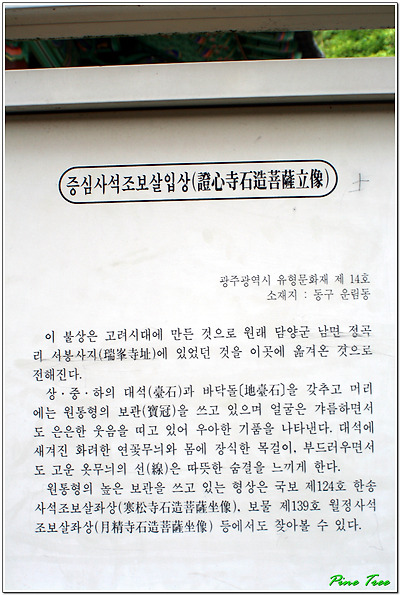 증심사석조보살입상(證心寺石造菩薩立像)
광주광역시 유형문화재 제 14호
소재지 : 동구 운림동
이 불상은 고려시대에 만든 것으로 원래 담양군 남면 정곡
리 서봉사지(瑞峯寺址)에 있었던 것을 이곳에 옮겨온 것으로
전해진다.
상·중·하의 대석(臺石)과 바닥돌[地臺石]을 갖추고 머리
에는 원통형의 보관(寶冠)을 쓰고 있으며 얼굴은 갸름하면서
도 은은한 웃음을 띠고 있어 우아한 기품을 나타낸다. 대석에
새겨진 화려한 연꽃무늬와 몸에 장식한 목걸이, 부드러우면서
도 고운 옷무늬의 선(線)은 따뜻한 숨결을 느끼게 한다.
원통형의 높은 보관을 쓰고 있는 형상은 국보 제124호 한송
사석조보살좌상(寒松寺石造菩薩坐像), 보물 제139호 월정사석
조보살좌상(月精寺石造菩薩坐像) 등에서도 찾아볼 수 있다.
Pine Tree